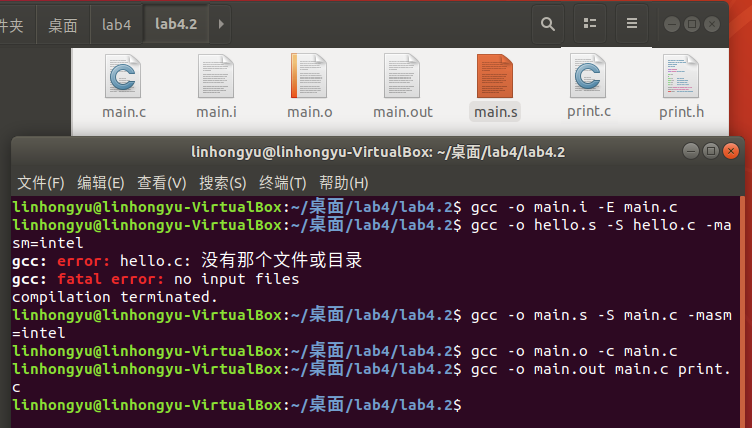 件夹 桌面 lab4 lab4.2
main.c main.i main.o main.out main.s print.c print.h
linhongyu@linhongyu-VirtualBox: ~/桌面/lab4/lab4.2
文件(F) 编辑(E) 查看(V) 搜索(S) 终端(T) 帮助(H)
linhongyu@linhongyu-VirtualBox:~/桌面/lab4/lab4.2$ gcc -o main.i -E main.c
linhongyu@linhongyu-VirtualBox:~/桌面/lab4/lab4.2$ gcc -o hello.s -S hello.c -ma
sm=intel
gcc: error: hello.c: 没有那个文件或目录
gcc: fatal error: no input files
compilation terminated.
linhongyu@linhongyu-VirtualBox:~/桌面/lab4/lab4.2$ gcc -o main.s -S main.c -masm
=intel
linhongyu@linhongyu-VirtualBox:~/桌面/lab4/lab4.2$ gcc -o main.o -c main.c
linhongyu@linhongyu-VirtualBox:~/桌面/lab4/lab4.2$ gcc -o main.out main.c print.
c
linhongyu@linhongyu-VirtualBox:~/桌面/lab4/lab4.2$